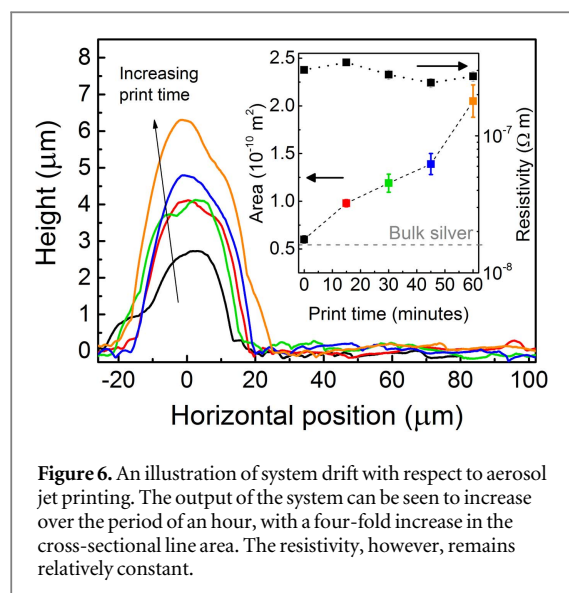 8
7
6
5
4
3
2
1
0
Height (μm)
Increasing
print time
-20 0 20 40 60 80 100
Horizontal position (μm)
2.5
2.0
1.5
1.0
0.5
Area (10⁻¹⁰ m²)
10⁻⁷
10⁻⁸
Resistivity (Ω m)
Bulk silver
0 15 30 45 60
Print time (minutes)
Figure 6. An illustration of system drift with respect to aerosol
jet printing. The output of the system can be seen to increase
over the period of an hour, with a four-fold increase in the
cross-sectional line area. The resistivity, however, remains
relatively constant.